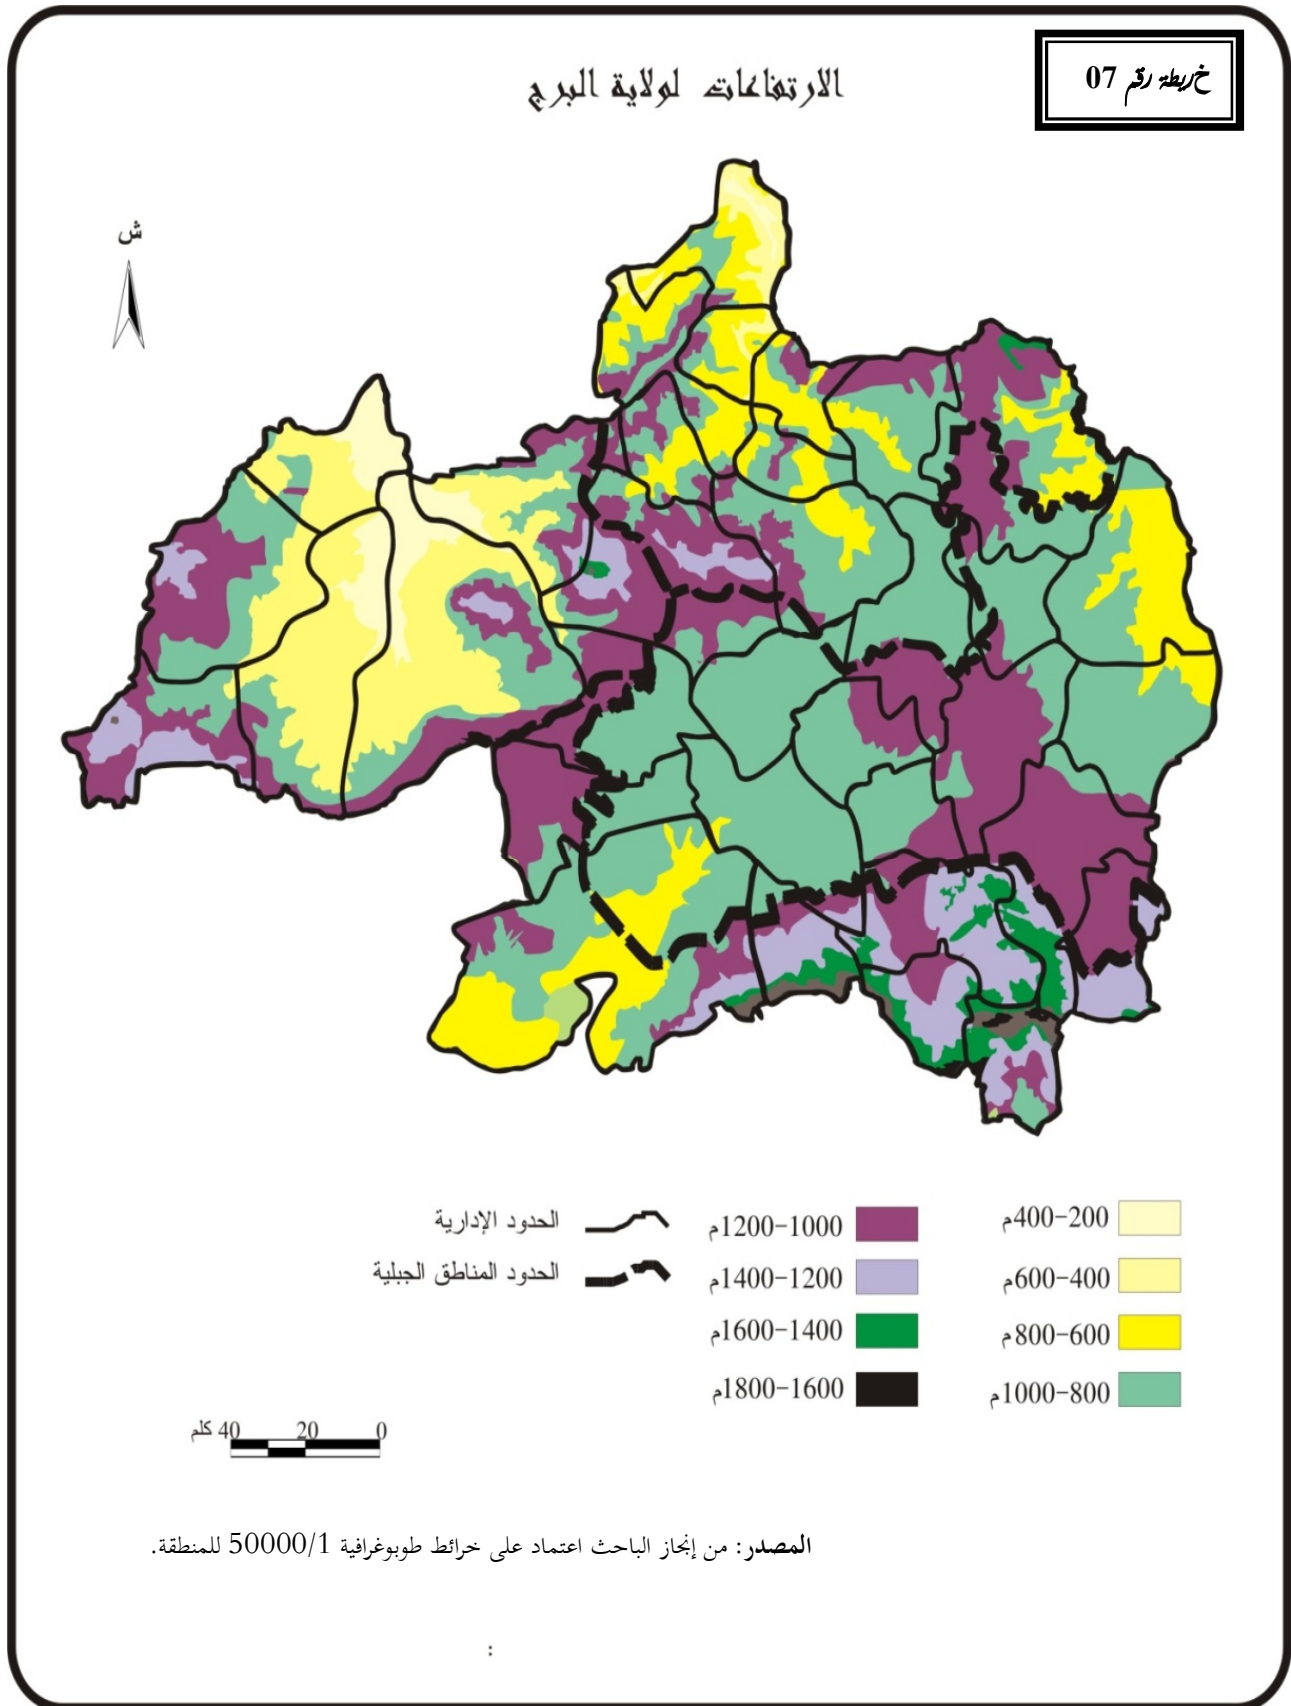 خريطة رقم 07
الارتفاعات لولاية البرج
ش
200-400م
400-600م
600-800م
800-1000م
1000-1200م
1200-1400م
1400-1600م
1600-1800م
الحدود الإدارية
الحدود المناطق الجبلية
0 20 40 كلم
المصدر: من إنجاز الباحث اعتماد على خرائط طوبوغرافية 50000/1 للمنطقة.
: